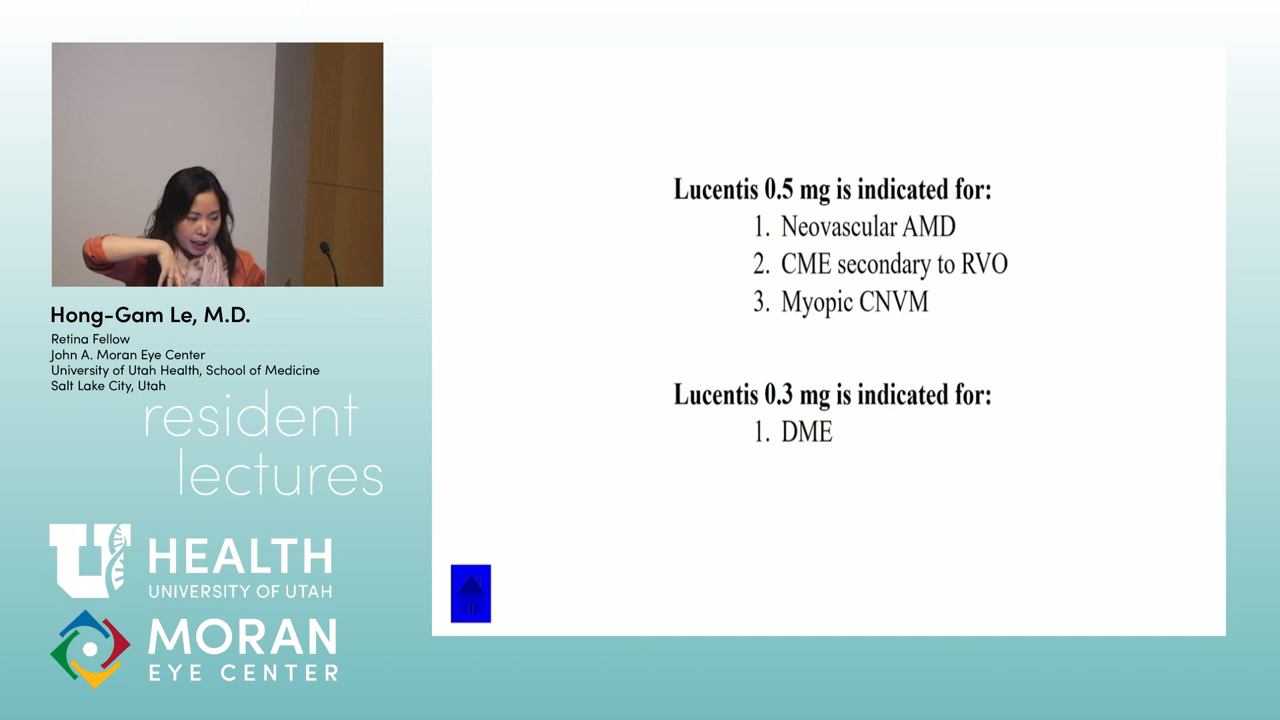 Hong-Gam Le, M.D.
Retina Fellow
John A. Moran Eye Center
University of Utah Health, School of Medicine
Salt Lake City, Utah
resident
lectures
U HEALTH
UNIVERSITY OF UTAH
MORAN
EYE CENTER
Lucentis 0.5 mg is indicated for:
1. Neovascular AMD
2. CME secondary to RVO
3. Myopic CNVM
Lucentis 0.3 mg is indicated for:
1. DME